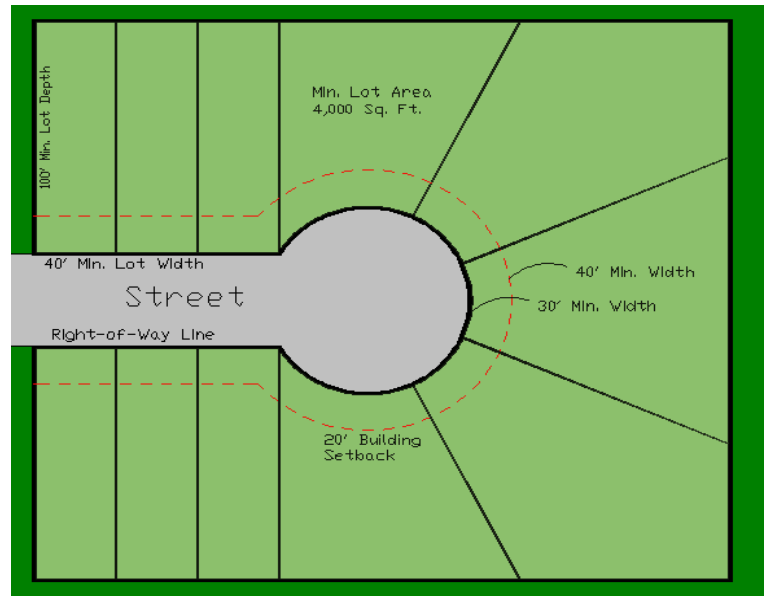 100' Min. Lot Depth
Min. Lot Area
4,000 Sq. Ft.
40' Min. Lot Width
Street
Right-of-Way Line
40' Min. Width
30' Min. Width
20' Building
Setback